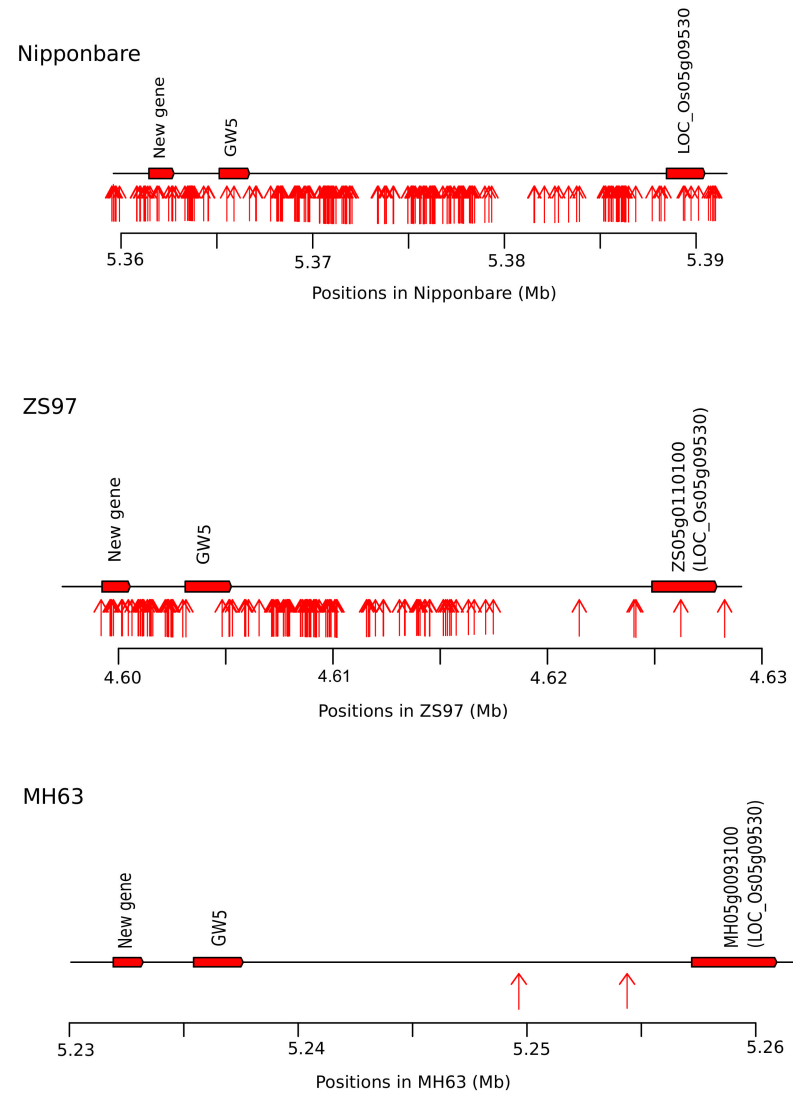 Nipponbare
New gene
GW5
LOC_Os05g09530
5.36
5.37
5.38
5.39
Positions in Nipponbare (Mb)
ZS97
New gene
GW5
ZS05g0110100
(LOC_Os05g09530)
4.60
4.61
4.62
4.63
Positions in ZS97 (Mb)
MH63
New gene
GW5
MH05g0093100
(LOC_Os05g09530)
5.23
5.24
5.25
5.26
Positions in MH63 (Mb)